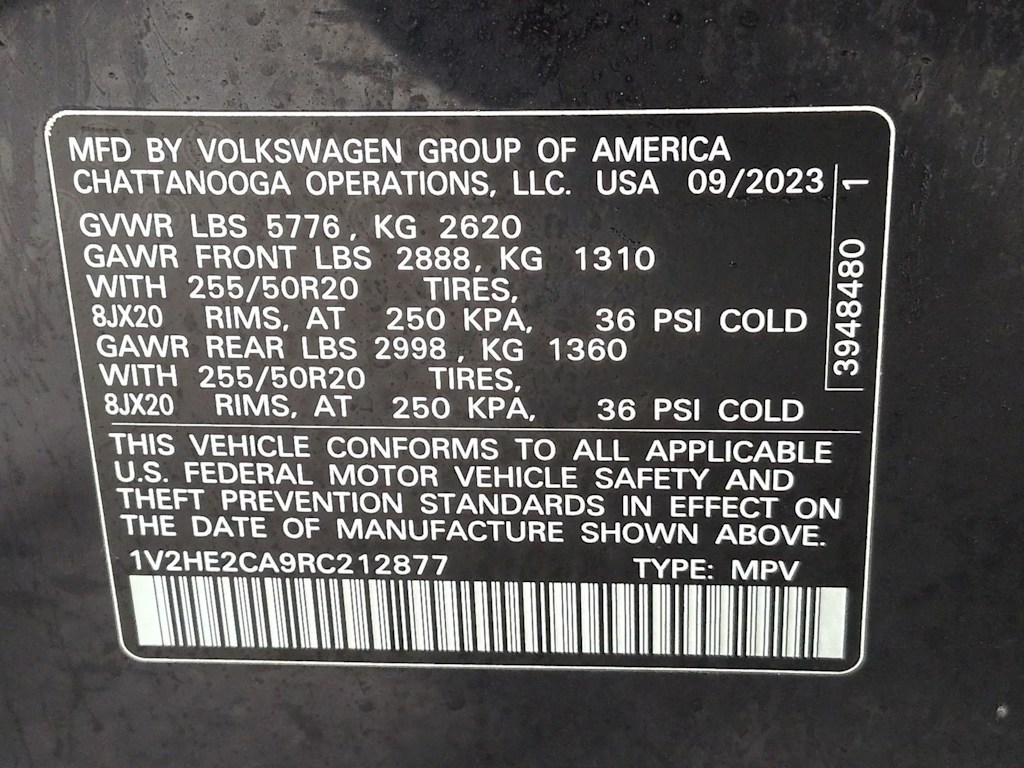 MFD BY VOLKSWAGEN GROUP OF AMERICA
CHATTANOOGA OPERATIONS, LLC. USA 09/2023
GVWR LBS 5776, KG 2620
GAWR FRONT LBS 2888, KG 1310
WITH 255/50R20 TIRES,
8JX20 RIMS, AT 250 KPA, 36 PSI COLD
GAWR REAR LBS 2998, KG 1360
WITH 255/50R20 TIRES,
8JX20 RIMS, AT 250 KPA, 36 PSI COLD
THIS VEHICLE CONFORMS TO ALL APPLICABLE
U.S. FEDERAL MOTOR VEHICLE SAFETY AND
THEFT PREVENTION STANDARDS IN EFFECT ON
THE DATE OF MANUFACTURE SHOWN ABOVE.
1V2HE2CA9RC212877 TYPE: MPV
3948480 1